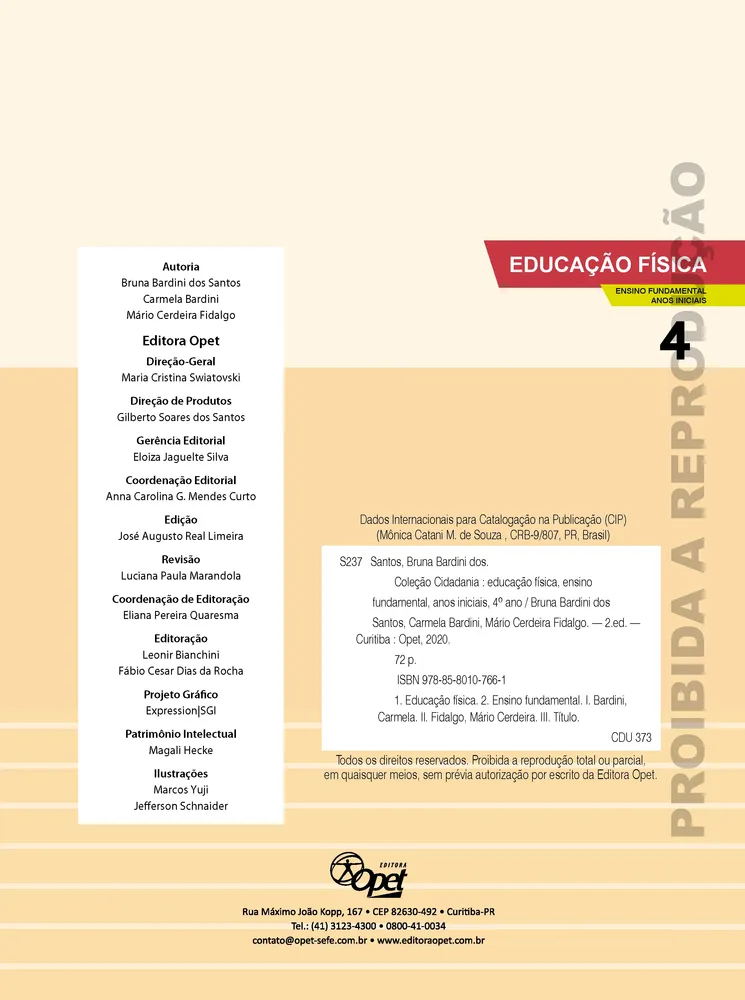 EDUCAÇÃO FÍSICA
ENSINO FUNDAMENTAL
ANOS INICIAIS
4
PROIBIDA A REPRODUÇÃO
Autoria
Bruna Bardini dos Santos
Carmela Bardini
Mário Cerdeira Fidalgo
Editora Opet
Direção-Geral
Maria Cristina Swiatovski
Direção de Produtos
Gilberto Soares dos Santos
Gerência Editorial
Eloiza Jaguelte Silva
Coordenação Editorial
Anna Carolina G. Mendes Curto
Edição
José Augusto Real Limeira
Revisão
Luciana Paula Marandola
Coordenação de Editoração
Eliana Pereira Quaresma
Editoração
Leonir Bianchini
Fábio Cesar Dias da Rocha
Projeto Gráfico
Expression|SGI
Patrimônio Intelectual
Magali Hecke
Ilustrações
Marcos Yuji
Jefferson Schnaider
Dados Internacionais para Catalogação na Publicação (CIP)
(Mônica Catani M. de Souza , CRB-9/807, PR, Brasil)
S237 Santos, Bruna Bardini dos.
Coleção Cidadania : educação física, ensino
fundamental, anos iniciais, 4º ano / Bruna Bardini dos
Santos, Carmela Bardini, Mário Cerdeira Fidalgo. — 2.ed. —
Curitiba : Opet, 2020.
72 p.
ISBN 978-85-8010-766-1
1. Educação física. 2. Ensino fundamental. I. Bardini,
Carmela. II. Fidalgo, Mário Cerdeira. III. Título.
CDU 373
Todos os direitos reservados. Proibida a reprodução total ou parcial,
em quaisquer meios, sem prévia autorização por escrito da Editora Opet.
EDITORA
Opet
Rua Máximo João Kopp, 167 • CEP 82630-492 • Curitiba-PR
Tel.: (41) 3123-4300 • 0800-41-0034
contato@opet-sefe.com.br • www.editoraopet.com.br